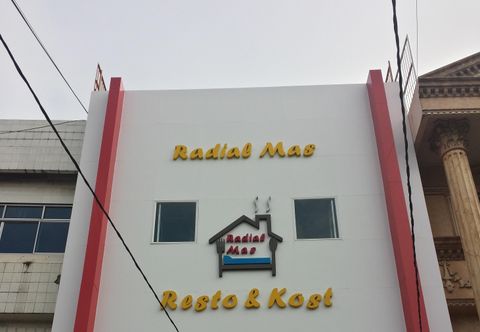 Radial Mas
Radial
Mas
Resto & Kost